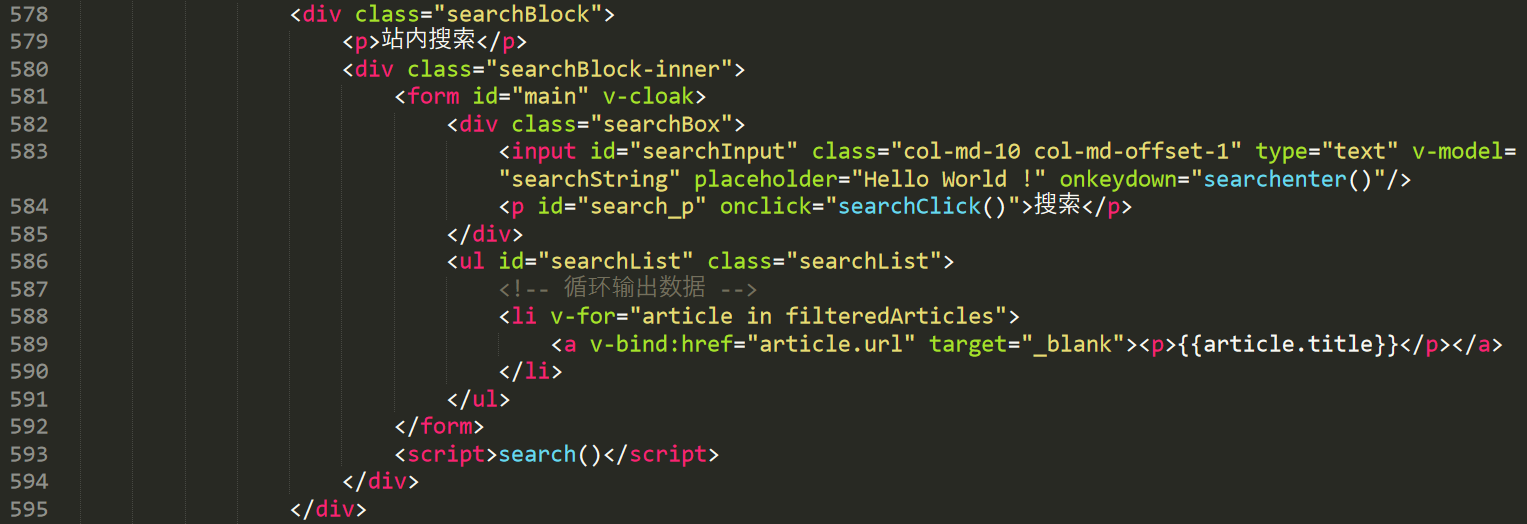 578 <div class="searchBlock">
579 <p>站内搜索</p>
580 <div class="searchBlock-inner">
581 <form id="main" v-cloak>
582 <div class="searchBox">
583 <input id="searchInput" class="col-md-10 col-md-offset-1" type="text" v-model=
"searchString" placeholder="Hello World !" onkeydown="searchenter()"/>
584 <p id="search_p" onclick="searchClick()">搜索</p>
585 </div>
586 <ul id="searchList" class="searchList">
587 <!-- 循环输出数据 -->
588 <li v-for="article in filteredArticles">
589 <a v-bind:href="article.url" target="_blank"><p>{{article.title}}</p></a>
590 </li>
591 </ul>
592 </form>
593 <script>search()</script>
594 </div>
595 </div>